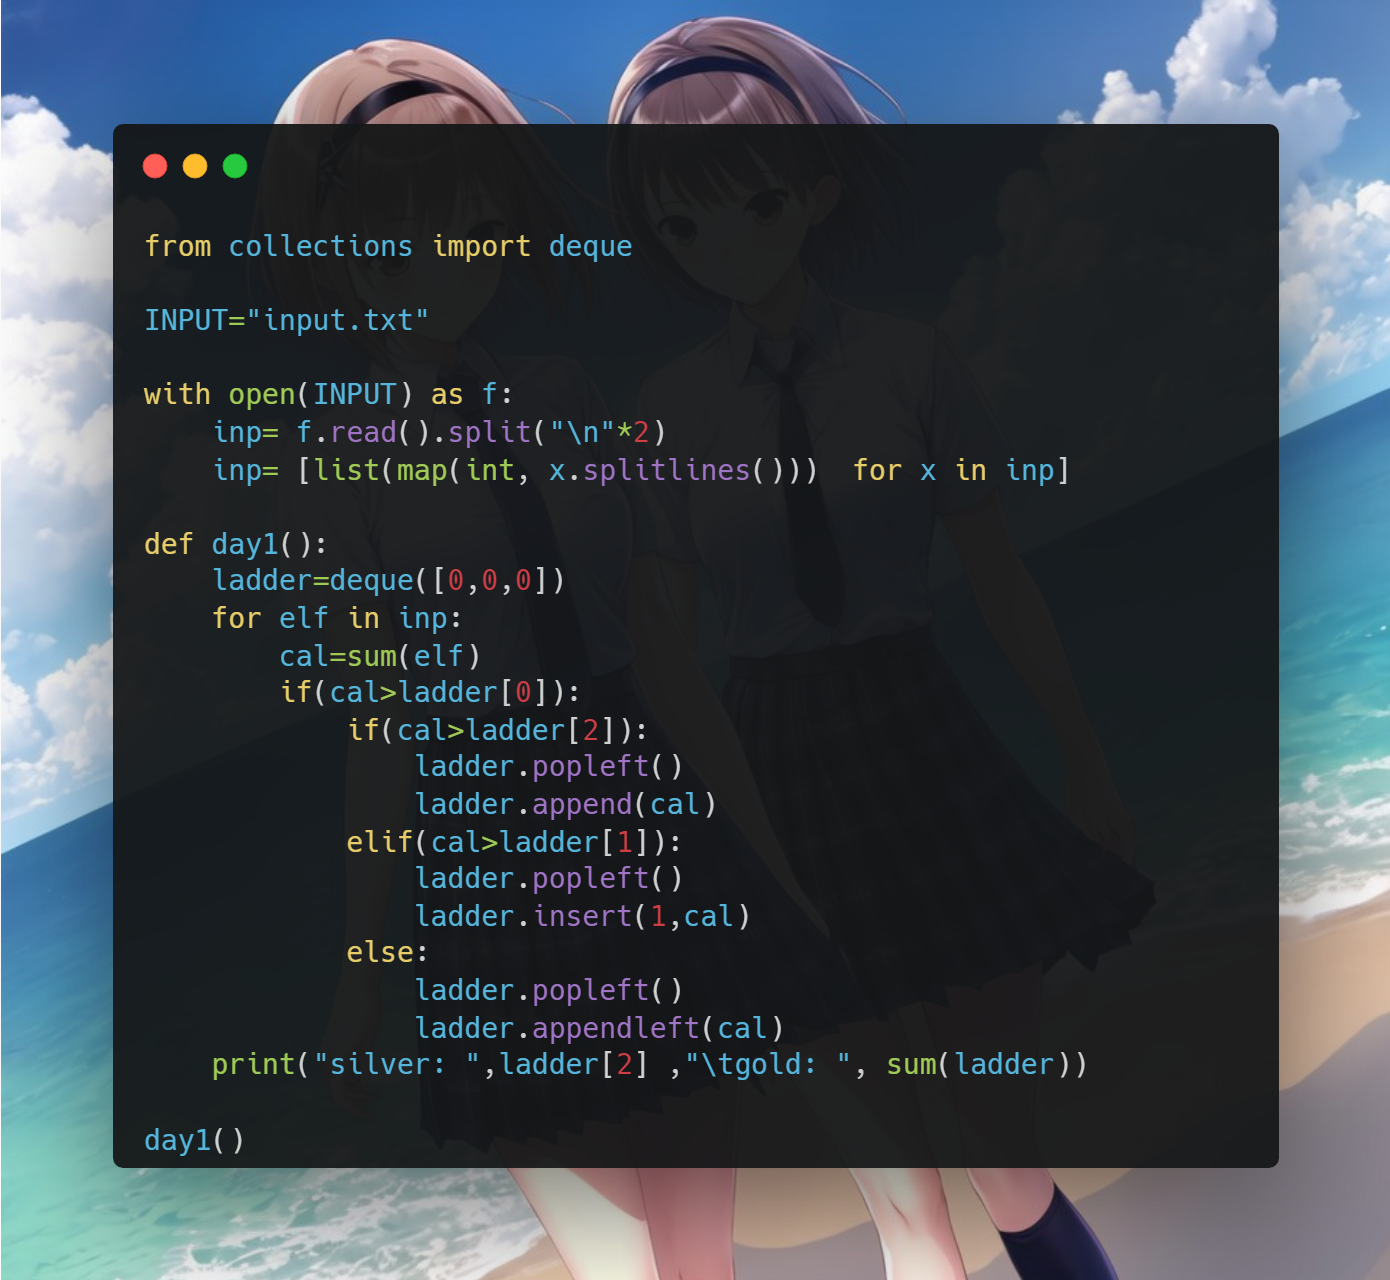 from collections import deque

INPUT="input.txt"

with open(INPUT) as f:
    inp= f.read().split("\n"*2)
    inp= [list(map(int, x.splitlines()))  for x in inp]

def day1():
    ladder=deque([0,0,0])
    for elf in inp:
        cal=sum(elf)
        if(cal>ladder[0]):
            if(cal>ladder[2]):
                ladder.popleft()
                ladder.append(cal)
            elif(cal>ladder[1]):
                ladder.popleft()
                ladder.insert(1,cal)
            else:
                ladder.popleft()
                ladder.appendleft(cal)
    print("silver: ",ladder[2] ,"\tgold: ", sum(ladder))

day1()